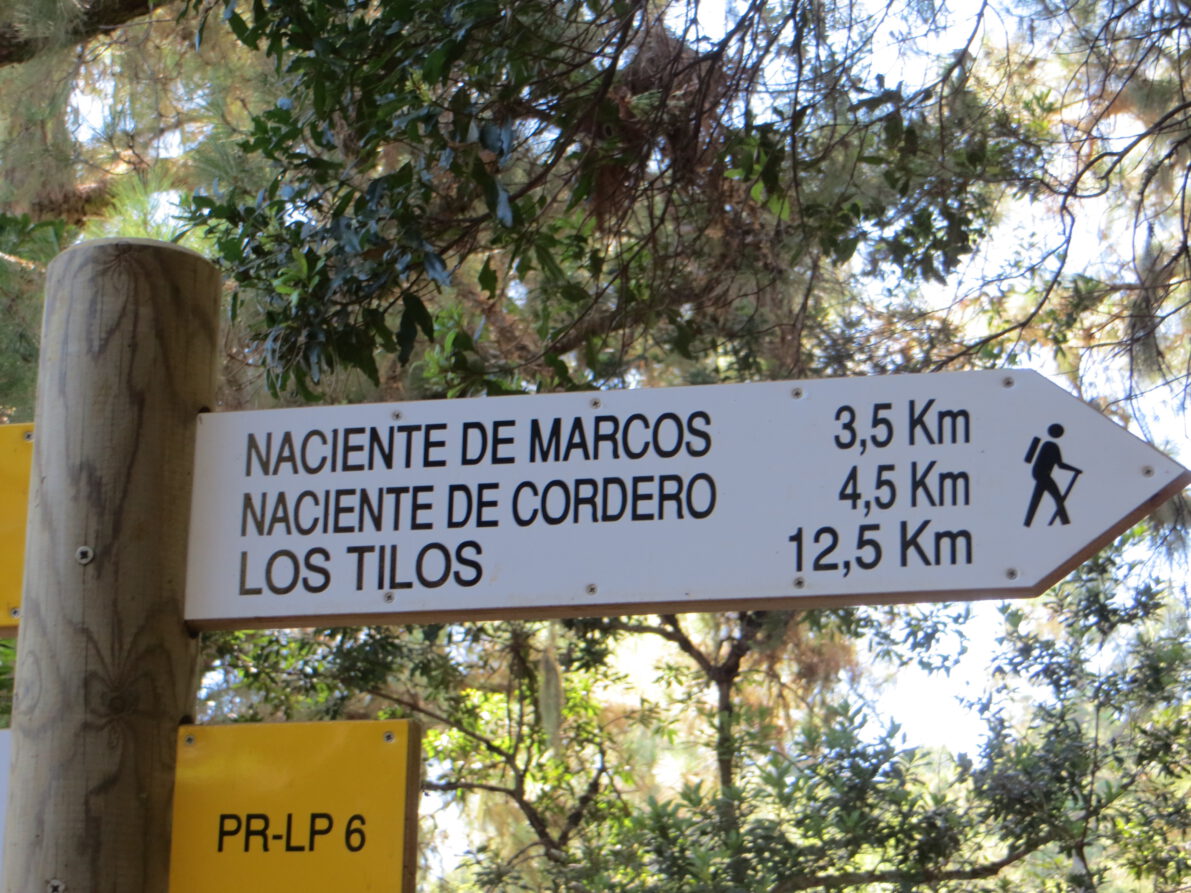 NACIENTE DE MARCOS 3,5 Km
NACIENTE DE CORDERO 4,5 Km
LOS TILOS 12,5 Km
PR-LP 6